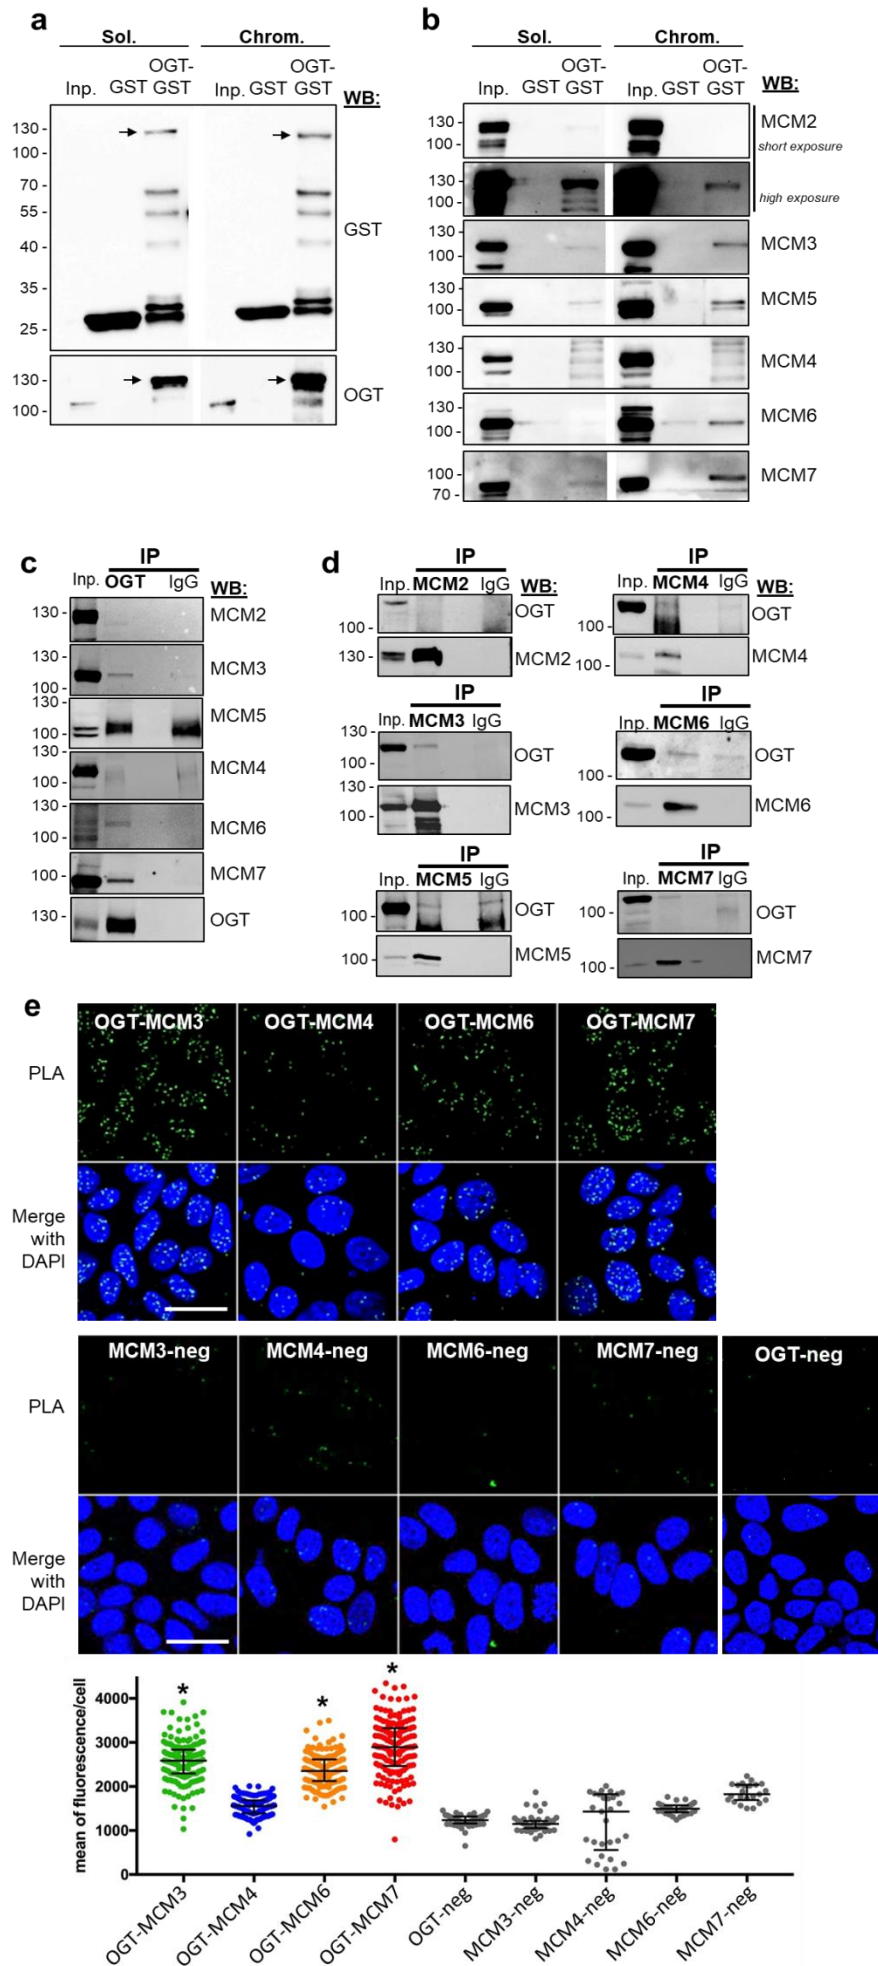 a
Sol. Chrom.
Inp. GST OGT-GST Inp. GST OGT-GST WB:
130 -
100 -
70 -
55 -
40 -
35 -
25 -
GST
130 -
100 -
OGT
b
Sol. Chrom.
Inp. GST OGT-GST Inp. GST OGT-GST WB:
130 -
100 -
MCM2
short exposure
130 -
100 -
high exposure
130 -
100 -
MCM3
130 -
100 -
MCM5
130 -
100 -
MCM4
130 -
100 -
MCM6
100 -
70 -
MCM7
c
IP
Inp. OGT IgG WB:
130 -
MCM2
130 -
100 -
MCM3
130 -
100 -
MCM5
130 -
100 -
MCM4
130 -
100 -
MCM6
100 -
MCM7
130 -
OGT
d
IP
Inp. MCM2 IgG WB:
100 -
OGT
130 -
MCM2
IP
Inp. MCM4 IgG WB:
100 -
OGT
100 -
MCM4
IP
Inp. MCM3 IgG
130 -
100 -
OGT
130 -
100 -
MCM3
IP
Inp. MCM6 IgG
100 -
OGT
100 -
MCM6
IP
Inp. MCM5 IgG
100 -
OGT
100 -
MCM5
IP
Inp. MCM7 IgG
100 -
OGT
100 -
MCM7
e
OGT-MCM3 OGT-MCM4 OGT-MCM6 OGT-MCM7
PLA
Merge
with
DAPI
MCM3-neg MCM4-neg MCM6-neg MCM7-neg OGT-neg
PLA
Merge
with
DAPI
mean of fluorescence/cell
4000
3000
2000
1000
0
* * *
OGT-MCM3 OGT-MCM4 OGT-MCM6 OGT-MCM7 OGT-neg MCM3-neg MCM4-neg MCM6-neg MCM7-neg